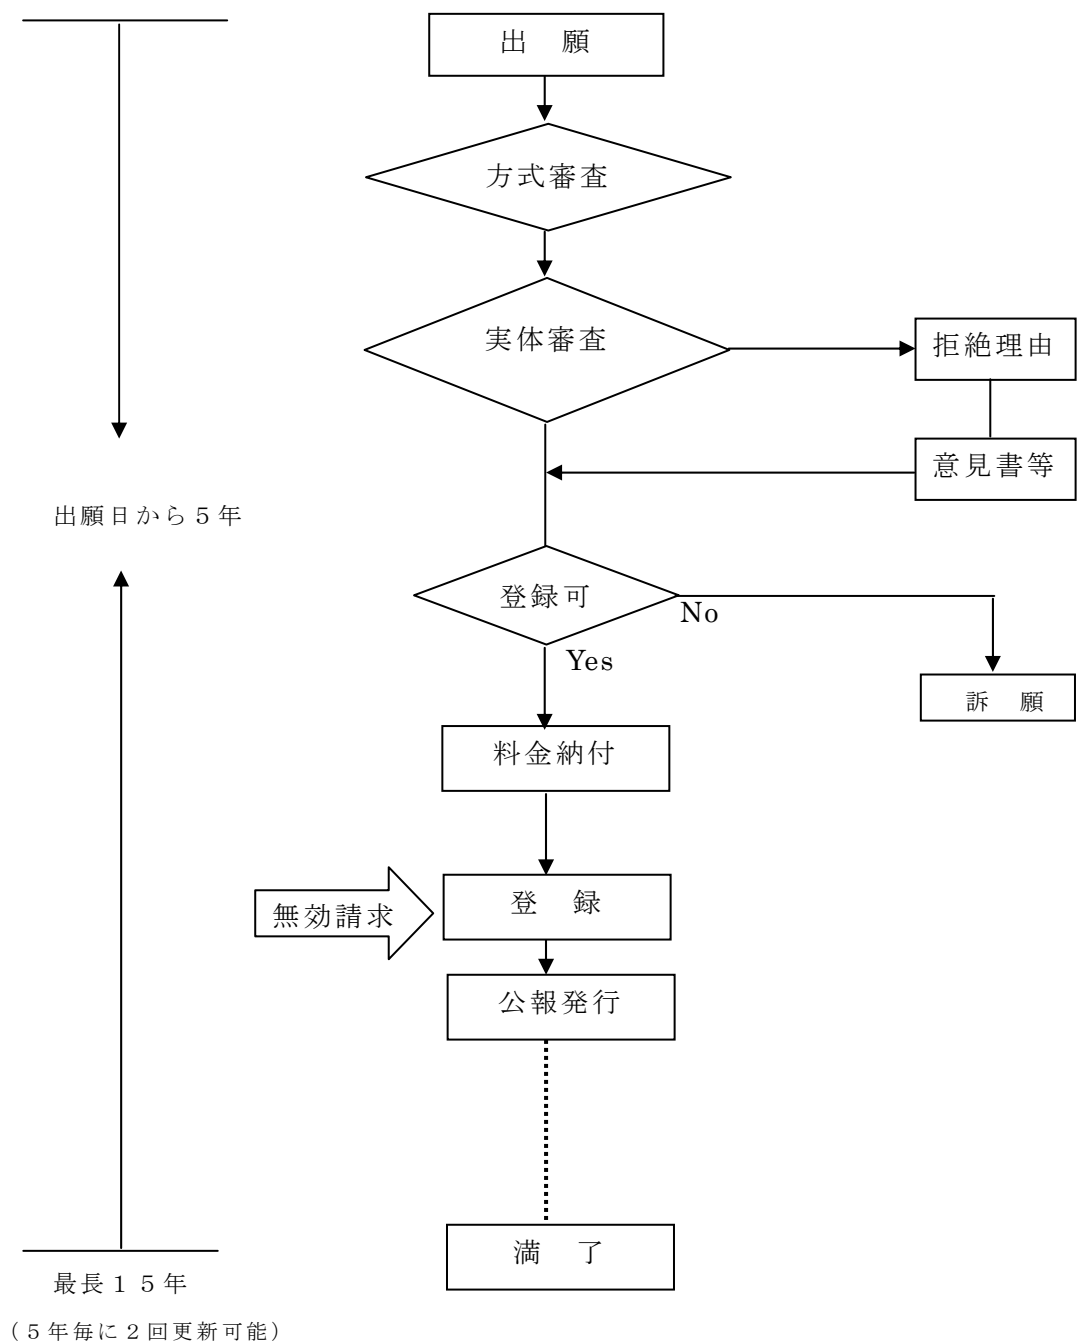 出　願
方式審査
実体審査
拒絶理由
意見書等
出願日から５年
登録可
No
Yes
訴　願
料金納付
無効請求
登　録
公報発行
満　了
最長１５年
（５年毎に２回更新可能）